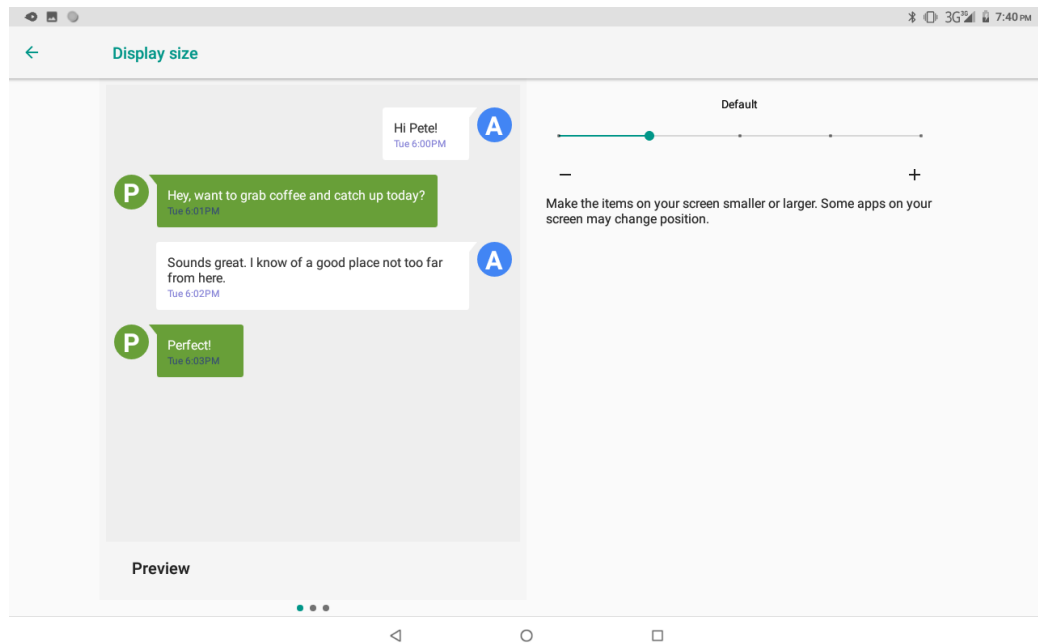 3G 3G 7:40 PM
Display size
Hi Pete!
Tue 6:00PM
A
P
Hey, want to grab coffee and catch up today?
Tue 6:01PM
Sounds great. I know of a good place not too far
from here.
Tue 6:02PM
A
P
Perfect!
Tue 6:03PM
Preview
Default
Make the items on your screen smaller or larger. Some apps on your
screen may change position.